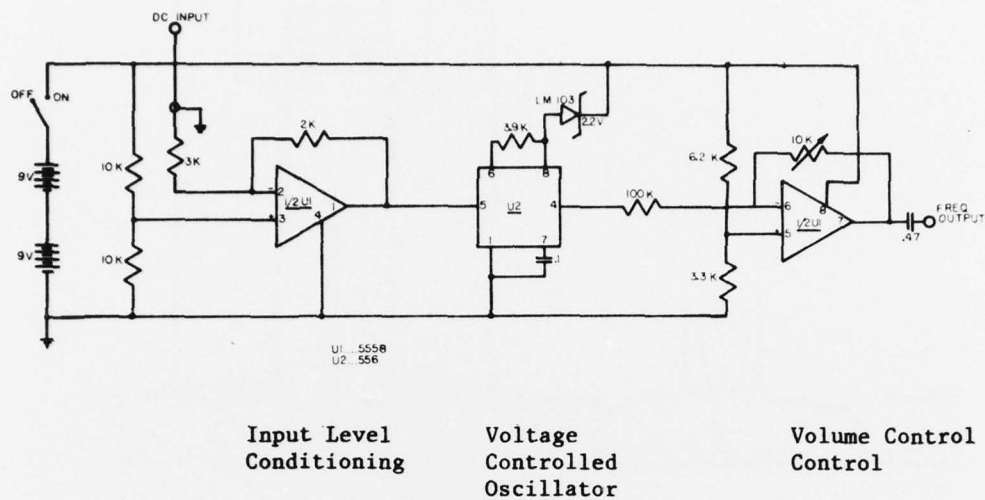 DC INPUT
OFF
ON
LM 103
2.2V
2K
3.9K
10K
3K
6.2 K
10K
9V
6
8
100K
2
1/2 U1
1
5
U2
4
6
8
1/2 U1
7
FREQ
OUTPUT
3
4
5
.47
9V
10K
1
7
.1
3.3K
U1....5558
U2....556
Input Level
Conditioning
Voltage
Controlled
Oscillator
Volume Control
Control